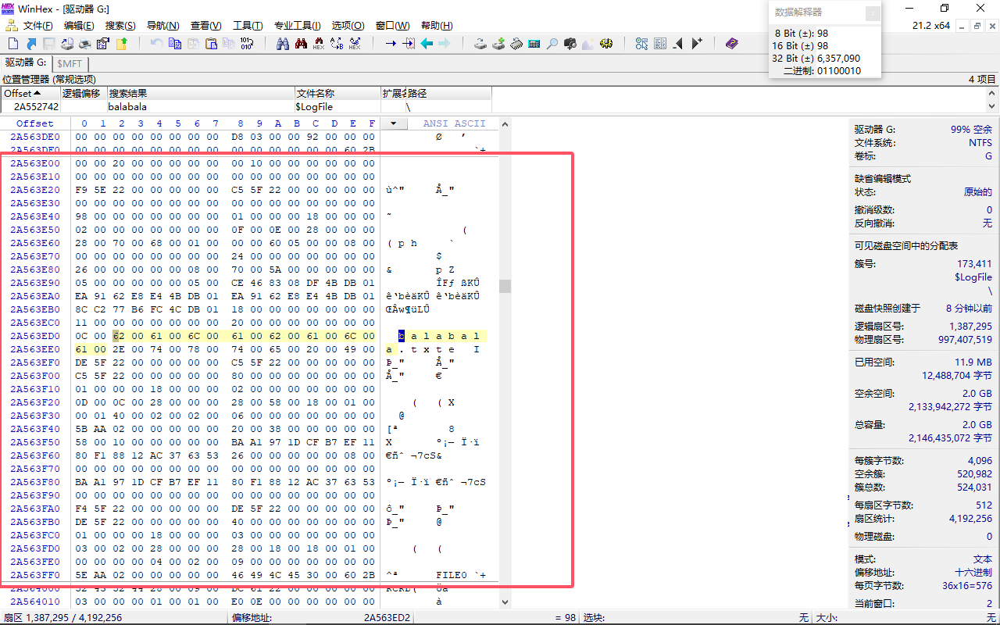 WinHex - [驱动器 G:]
文件(F) 编辑(E) 搜索(S) 导航(N) 查看(V) 工具(T) 专业工具(I) 选项(O) 窗口(W) 帮助(H)
21.2 x64
数据解释器
8 Bit (±): 98
16 Bit (±): 98
32 Bit (±): 6,357,090
二进制: 01100010
驱动器 G: $MFT
位置管理器 (常规选项)
4 项目
Offset 逻辑偏移 搜索结果 文件名称 扩展名 路径
2A552742 balabala $LogFile \
Offset 0 1 2 3 4 5 6 7 8 9 A B C D E F ANSI ASCII
2A563DE0 00 00 00 00 00 00 00 00 D8 03 00 00 92 00 00 00 Ø ’
2A563DF0 00 00 00 00 00 00 00 00 00 00 00 00 00 00 60 2B `+
2A563E00 00 00 20 00 00 00 00 00 00 10 00 00 00 00 00 00
2A563E10 00 00 00 00 00 00 00 00 00 00 00 00 00 00 00 00
2A563E20 F9 5E 22 00 00 00 00 00 C5 5F 22 00 00 00 00 00 ù^" Å_"
2A563E30 00 00 00 00 00 00 00 00 00 00 00 00 00 00 00 00
2A563E40 98 00 00 00 00 00 00 00 01 00 00 00 18 00 00 00 ˜
2A563E50 02 00 00 00 00 00 00 00 0F 00 0E 00 28 00 00 00 (
2A563E60 28 00 70 00 68 00 01 00 00 00 60 05 00 00 08 00 ( p h `
2A563E70 00 00 00 00 00 00 00 00 24 00 00 00 00 00 00 00 $
2A563E80 26 00 00 00 00 00 08 00 70 00 5A 00 00 00 00 00 & p Z
2A563E90 05 00 00 00 00 00 05 00 CE 46 83 08 DF 4B DB 01 ÎFƒ ßKÛ
2A563EA0 EA 91 62 E8 E4 4B DB 01 EA 91 62 E8 E4 4B DB 01 ê‘bèäKÛ ê‘bèäKÛ
2A563EB0 8C C2 77 B6 FC 4C DB 01 18 00 00 00 00 00 00 00 ŒÂw¶üLÛ
2A563EC0 11 00 00 00 00 00 00 00 20 00 00 00 00 00 00 00
2A563ED0 0C 00 62 00 61 00 6C 00 61 00 62 00 61 00 6C 00 b a l a b a l
2A563EE0 61 00 2E 00 74 00 78 00 74 00 65 00 20 00 49 00 a . t x t e I
2A563EF0 DE 5F 22 00 00 00 00 00 C5 5F 22 00 00 00 00 00 Þ_" Å_"
2A563F00 C5 5F 22 00 00 00 00 00 80 00 00 00 00 00 00 00 Å_" €
2A563F10 01 00 00 00 18 00 00 00 02 00 00 00 00 00 00 00
2A563F20 0D 00 0C 00 28 00 00 00 28 00 58 00 18 00 01 00 ( ( X
2A563F30 00 01 40 00 02 00 02 00 06 00 00 00 00 00 00 00 @
2A563F40 5B AA 02 00 00 00 00 00 20 00 38 00 00 00 00 00 [ª 8
2A563F50 58 00 10 00 00 00 00 00 BA A1 97 1D CF B7 EF 11 X º¡— Ï·ï
2A563F60 80 F1 88 12 AC 37 63 53 26 00 00 00 00 00 08 00 €ñˆ ¬7cS&
2A563F70 00 00 00 00 00 00 00 00 00 00 00 00 00 00 00 00
2A563F80 BA A1 97 1D CF B7 EF 11 80 F1 88 12 AC 37 63 53 º¡— Ï·ï €ñˆ ¬7cS
2A563F90 00 00 00 00 00 00 00 00 00 00 00 00 00 00 00 00
2A563FA0 F4 5F 22 00 00 00 00 00 DE 5F 22 00 00 00 00 00 ô_" Þ_"
2A563FB0 DE 5F 22 00 00 00 00 00 40 00 00 00 00 00 00 00 Þ_" @
2A563FC0 01 00 00 00 18 00 00 00 03 00 00 00 00 00 00 00
2A563FD0 03 00 02 00 28 00 00 00 28 00 18 00 18 00 01 00 ( (
2A563FE0 00 00 00 00 04 00 02 00 09 00 00 00 00 00 00 00
2A563FF0 5E AA 02 00 00 00 00 00 46 49 4C 45 30 00 60 2B ^ª FILE0 `+
2A564000 52 43 52 44 28 00 09 00 DC 61 22 00 00 00 00 00 RCRD( Üa"
2A564010 03 00 00 00 01 00 01 00 E0 0E 00 00 00 00 00 00 à
驱动器 G: 99% 空余
文件系统: NTFS
卷标: G
缺省编辑模式
状态: 原始的
撤消级数: 0
反向撤消: 无
可见磁盘空间中的分配表
簇号: 173,411
$LogFile
\
磁盘快照创建于 8 分钟以前
逻辑扇区号: 1,387,295
物理扇区号: 997,407,519
已用空间: 11.9 MB
12,488,704 字节
空余空间: 2.0 GB
2,133,942,272 字节
总容量: 2.0 GB
2,146,435,072 字节
每簇字节数: 4,096
空余簇: 520,982
簇总数: 524,031
每扇区字节数: 512
扇区统计: 4,192,256
物理磁盘: 0
模式: 文本
偏移地址: 十六进制
每页字节数: 36x16=576
当前窗口: 2
扇区 1,387,295 / 4,192,256 偏移地址: 2A563ED2 = 98 选块: 无 大小: 无